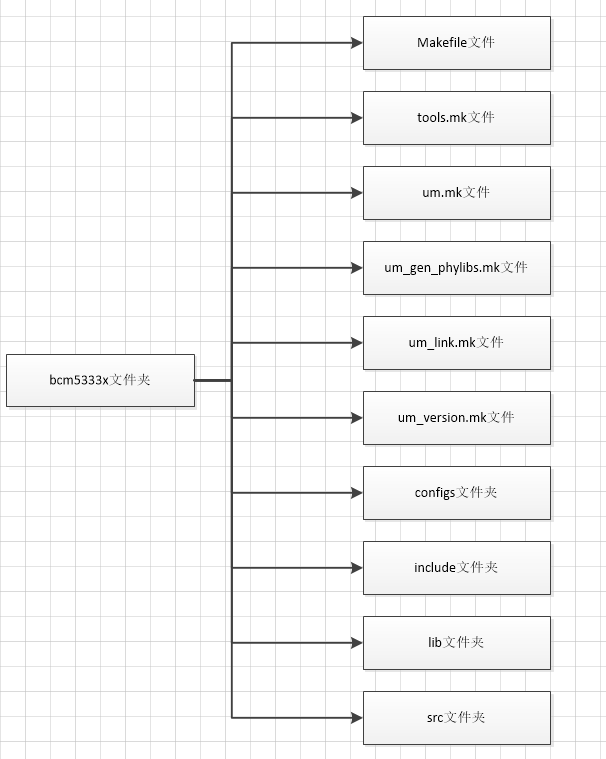 Makefile文件
tools.mk文件
um.mk文件
um_gen_phylibs.mk文件
um_link.mk文件
bcm5333x文件夹
um_version.mk文件
configs文件夹
include文件夹
lib文件夹
src文件夹